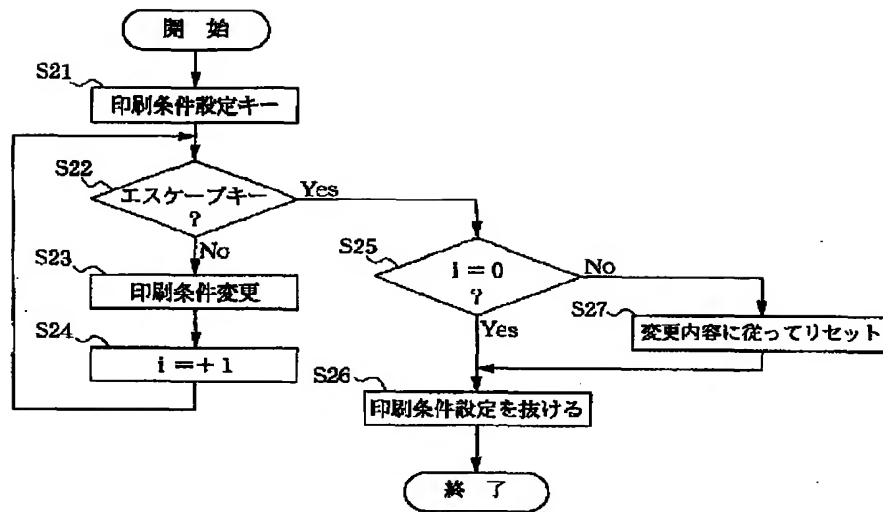 開 始
S21
印刷条件設定キー
S22
エスケープキー
?
Yes
No
S23
印刷条件変更
S24
i =+ 1
S25
i = 0
?
No
Yes
S27
変更内容に従ってリセット
S26
印刷条件設定を抜ける
終 了